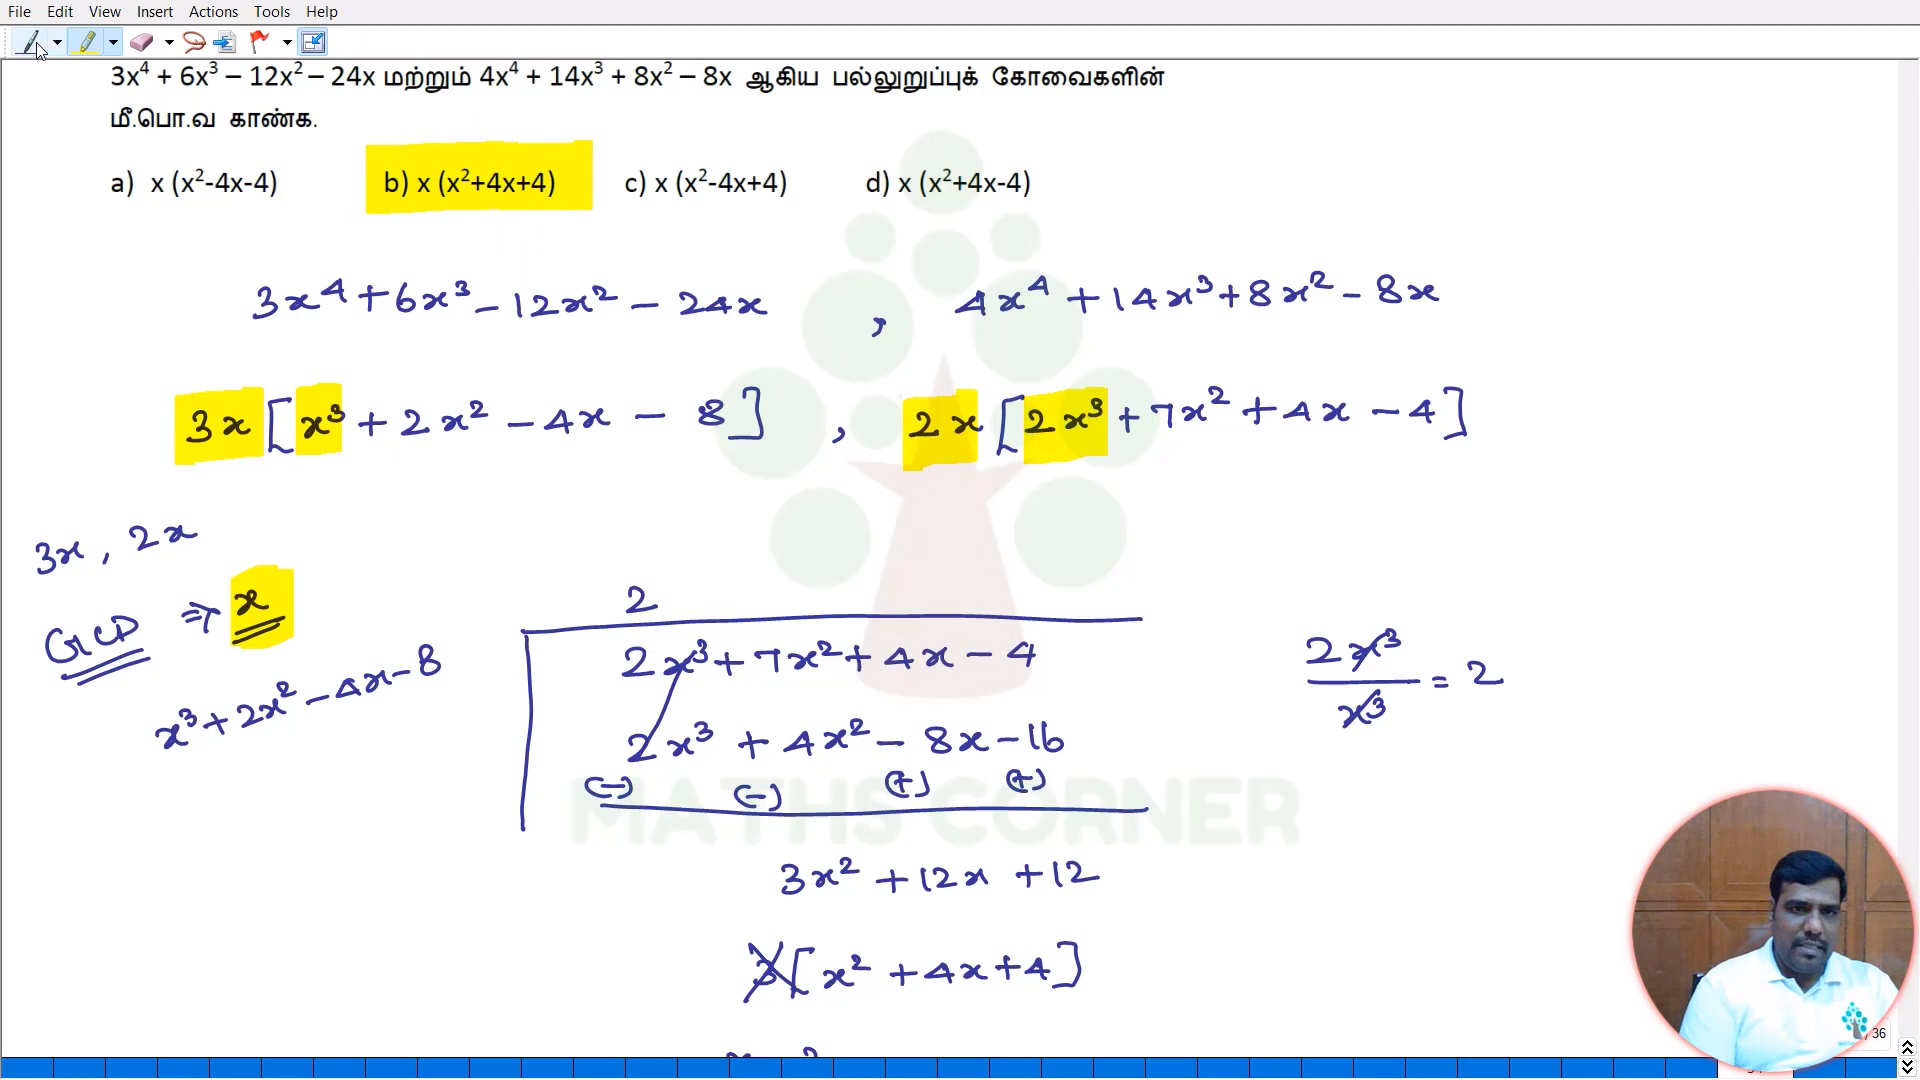 File Edit View Insert Actions Tools Help
3x⁴ + 6x³ – 12x² – 24x மற்றும் 4x⁴ + 14x³ + 8x² – 8x ஆகிய பல்லுறுப்புக் கோவைகளின்
மீ.பொ.வ காண்க.
a) x (x²-4x-4) b) x (x²+4x+4) c) x (x²-4x+4) d) x (x²+4x-4)
3x⁴ + 6x³ – 12x² – 24x , 4x⁴ + 14x³ + 8x² – 8x
3x [x³ + 2x² – 4x – 8] , 2x [2x³ + 7x² + 4x – 4]
3x, 2x
GCD ⇒ x
x³ + 2x² – 4x – 8
2
2x³ + 7x² + 4x – 4
2x³ + 4x² – 8x – 16
(–) (–) (+) (+)
3x² + 12x + 12
3[x² + 4x + 4]
2x³ / x³ = 2
MATHS CORNER
36